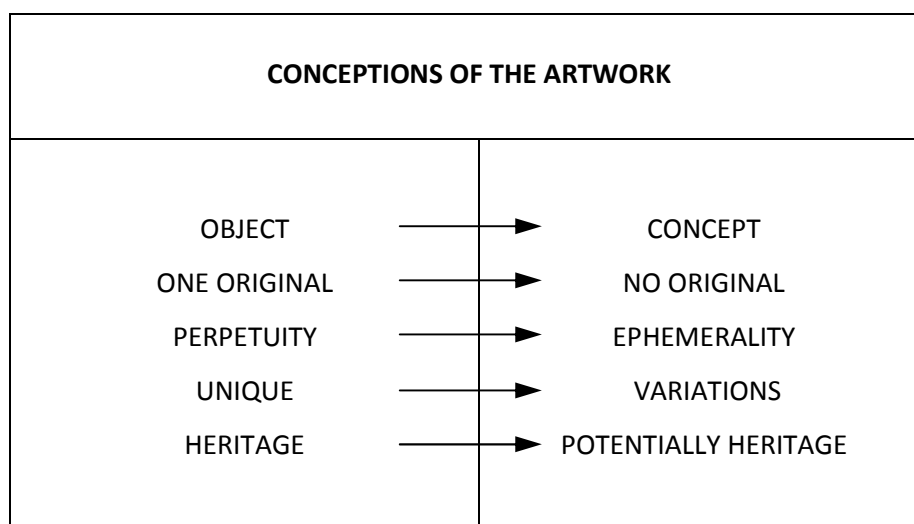 CONCEPTIONS OF THE ARTWORK
OBJECT CONCEPT
ONE ORIGINAL NO ORIGINAL
PERPETUITY EPHEMERALITY
UNIQUE VARIATIONS
HERITAGE POTENTIALLY HERITAGE